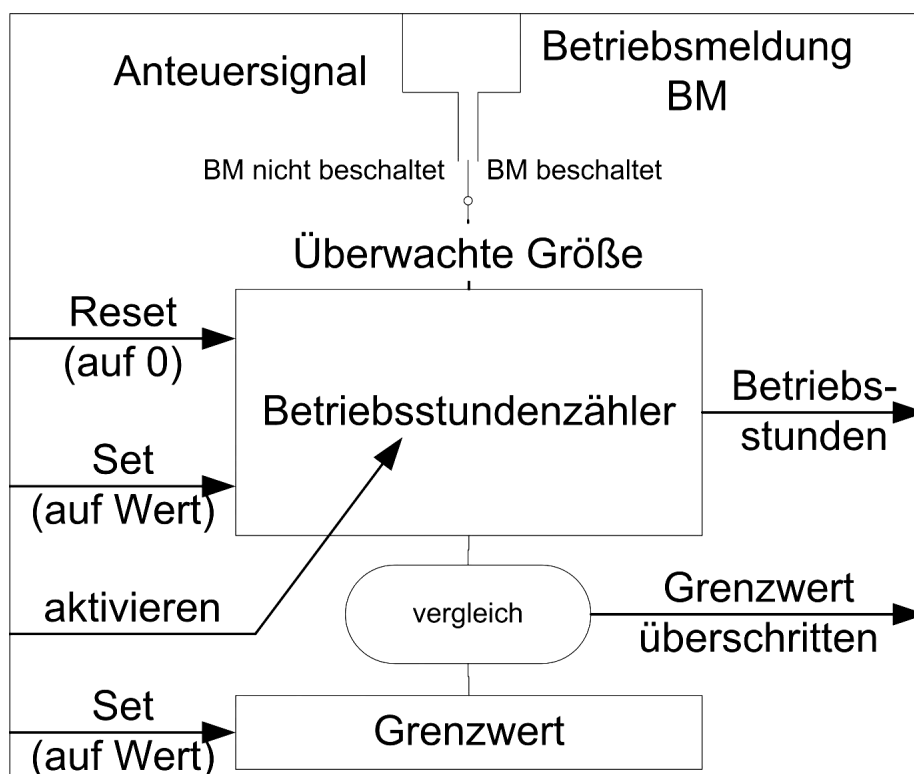 Anteuersignal
Betriebsmeldung
BM
BM nicht beschaltet
BM beschaltet
Überwachte Größe
Reset
(auf 0)
Betriebsstundenzähler
Betriebs-
stunden
Set
(auf Wert)
aktivieren
vergleich
Grenzwert
überschritten
Set
(auf Wert)
Grenzwert